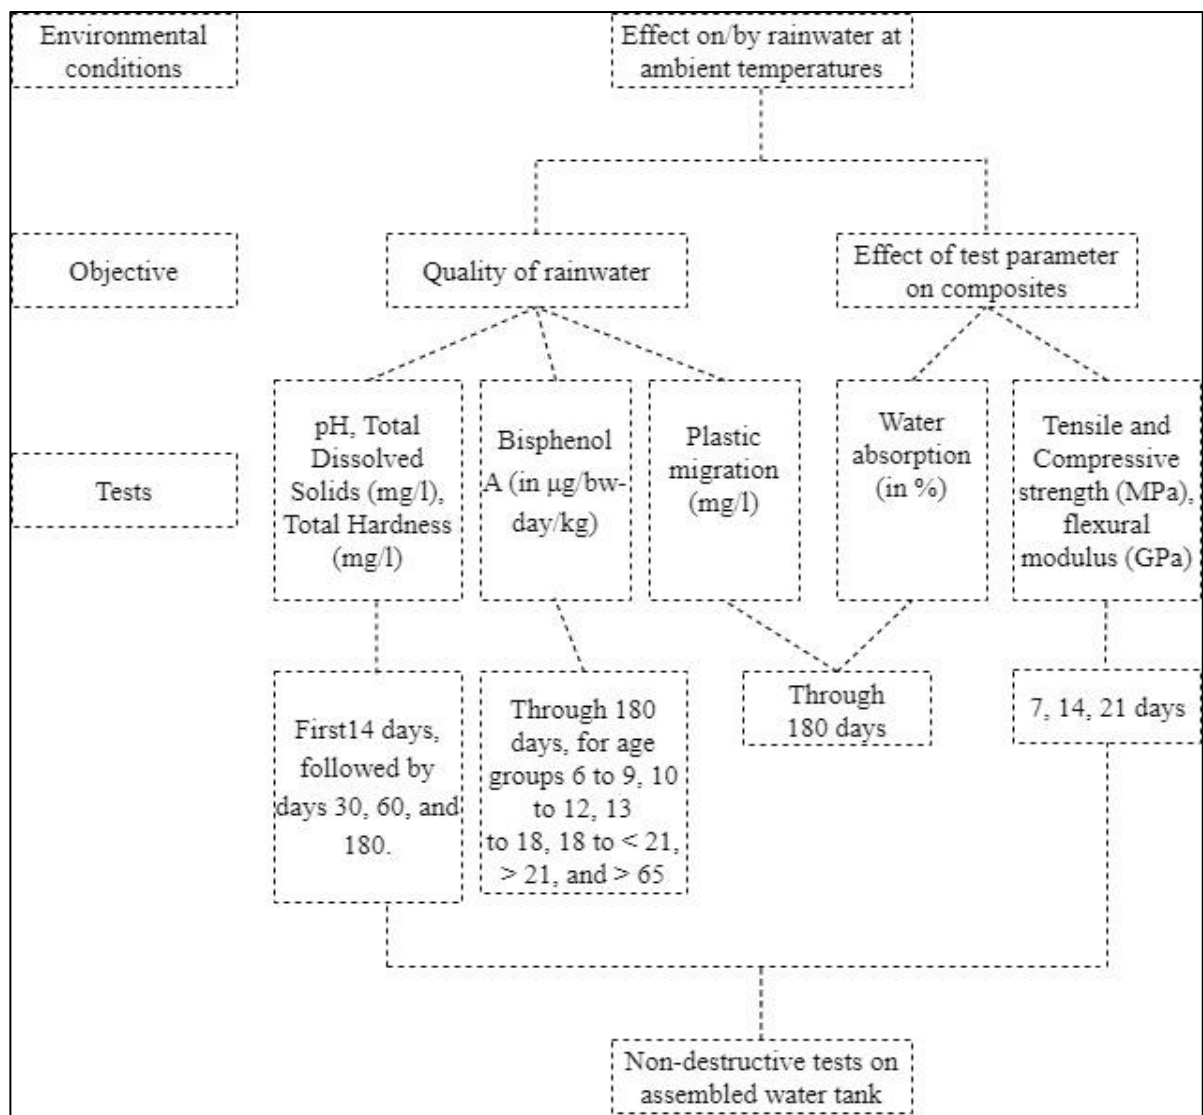 Environmental
conditions
Effect on/by rainwater at
ambient temperatures
Objective
Quality of rainwater
Effect of test parameter
on composites
Tests
pH, Total
Dissolved
Solids (mg/l),
Total Hardness
(mg/l)
Bisphenol
A (in μg/bw-
day/kg)
Plastic
migration
(mg/l)
Water
absorption
(in %)
Tensile and
Compressive
strength (MPa),
flexural
modulus (GPa)
First14 days,
followed by
days 30, 60, and
180.
Through 180
days, for age
groups 6 to 9, 10
to 12, 13
to 18, 18 to < 21,
> 21, and > 65
Through
180 days
7, 14, 21 days
Non-destructive tests on
assembled water tank